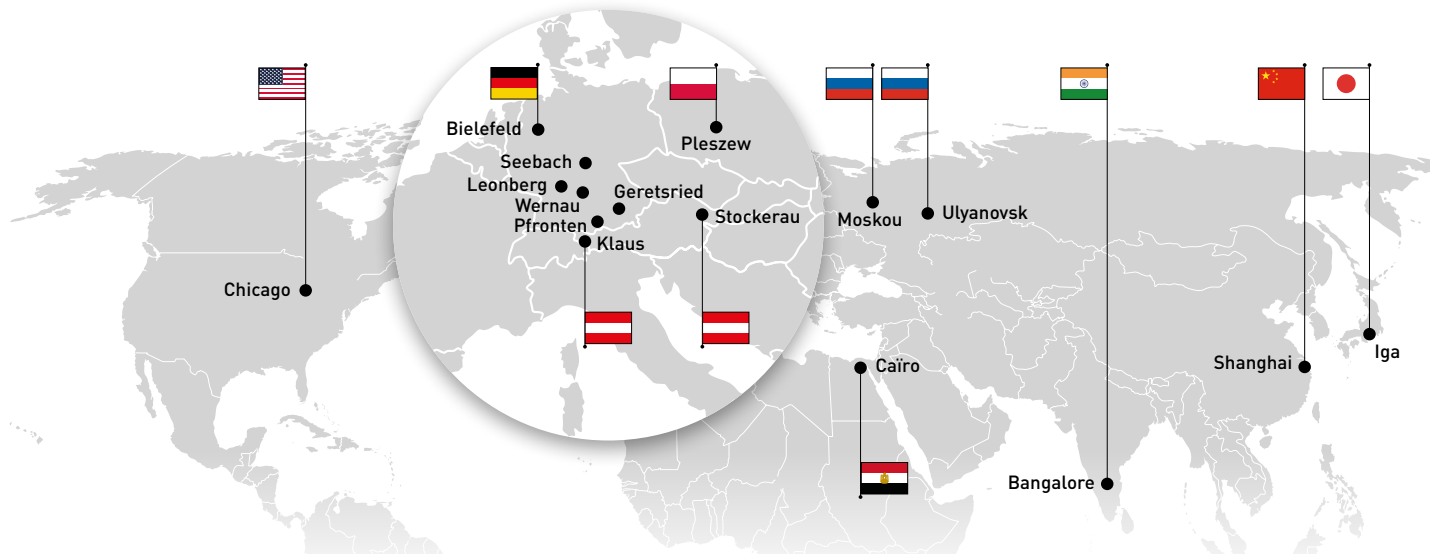 Bielefeld
Pleszew
Seebach
Leonberg
Geretsried
Wernau
Stockerau
Pfronten
Klaus
Moskou
Ulyanovsk
Chicago
Caïro
Shanghai
Iga
Bangalore